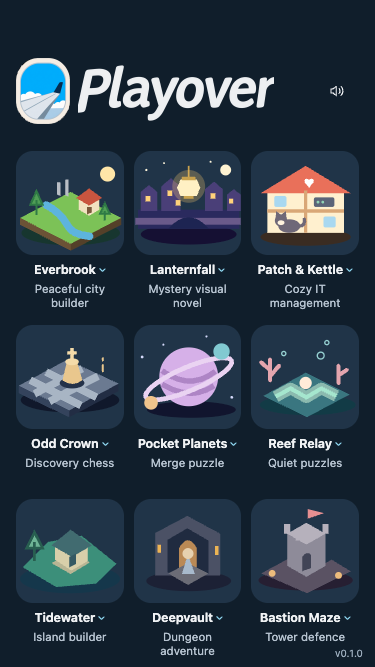 Playover
Everbrook
Peaceful city
builder
Lanternfall
Mystery visual
novel
Patch & Kettle
Cozy IT
management
Odd Crown
Discovery chess
Pocket Planets
Merge puzzle
Reef Relay
Quiet puzzles
Tidewater
Island builder
Deepvault
Dungeon
adventure
Bastion Maze
Tower defence
v0.1.0